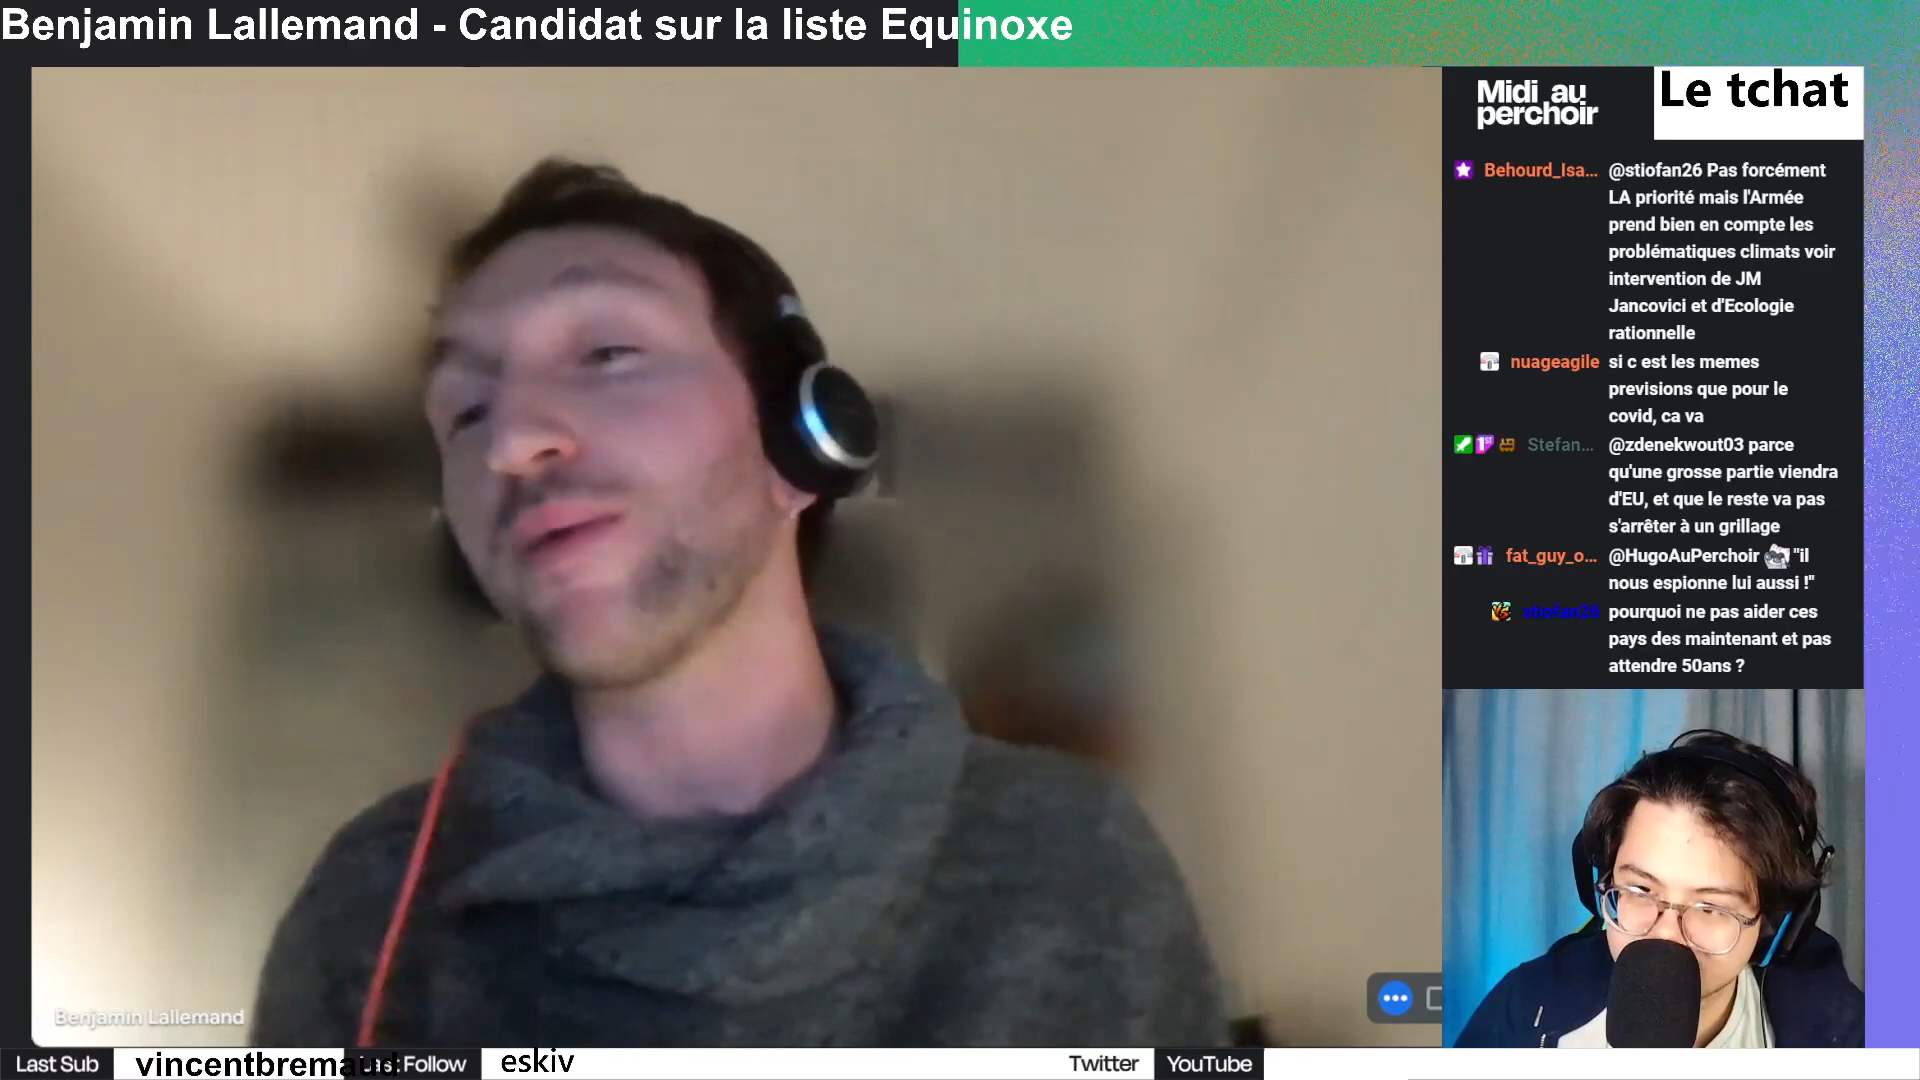 Benjamin Lallemand - Candidat sur la liste Equinoxe
Midi au
perchoir
Le tchat
Behourd_Isa... @stiofan26 Pas forcément
LA priorité mais l'Armée
prend bien en compte les
problématiques climats voir
intervention de JM
Jancovici et d'Ecologie
rationnelle
nuageagile si c est les memes
previsions que pour le
covid, ca va
Stefan... @zdenekwout03 parce
qu'une grosse partie viendra
d'EU, et que le reste va pas
s'arrêter à un grillage
fat_guy_o... @HugoAuPerchoir "il
nous espionne lui aussi !"
stiofan26 pourquoi ne pas aider ces
pays des maintenant et pas
attendre 50ans ?
Benjamin Lallemand
Last Sub vincentbremaud Last Follow eskiv Twitter YouTube